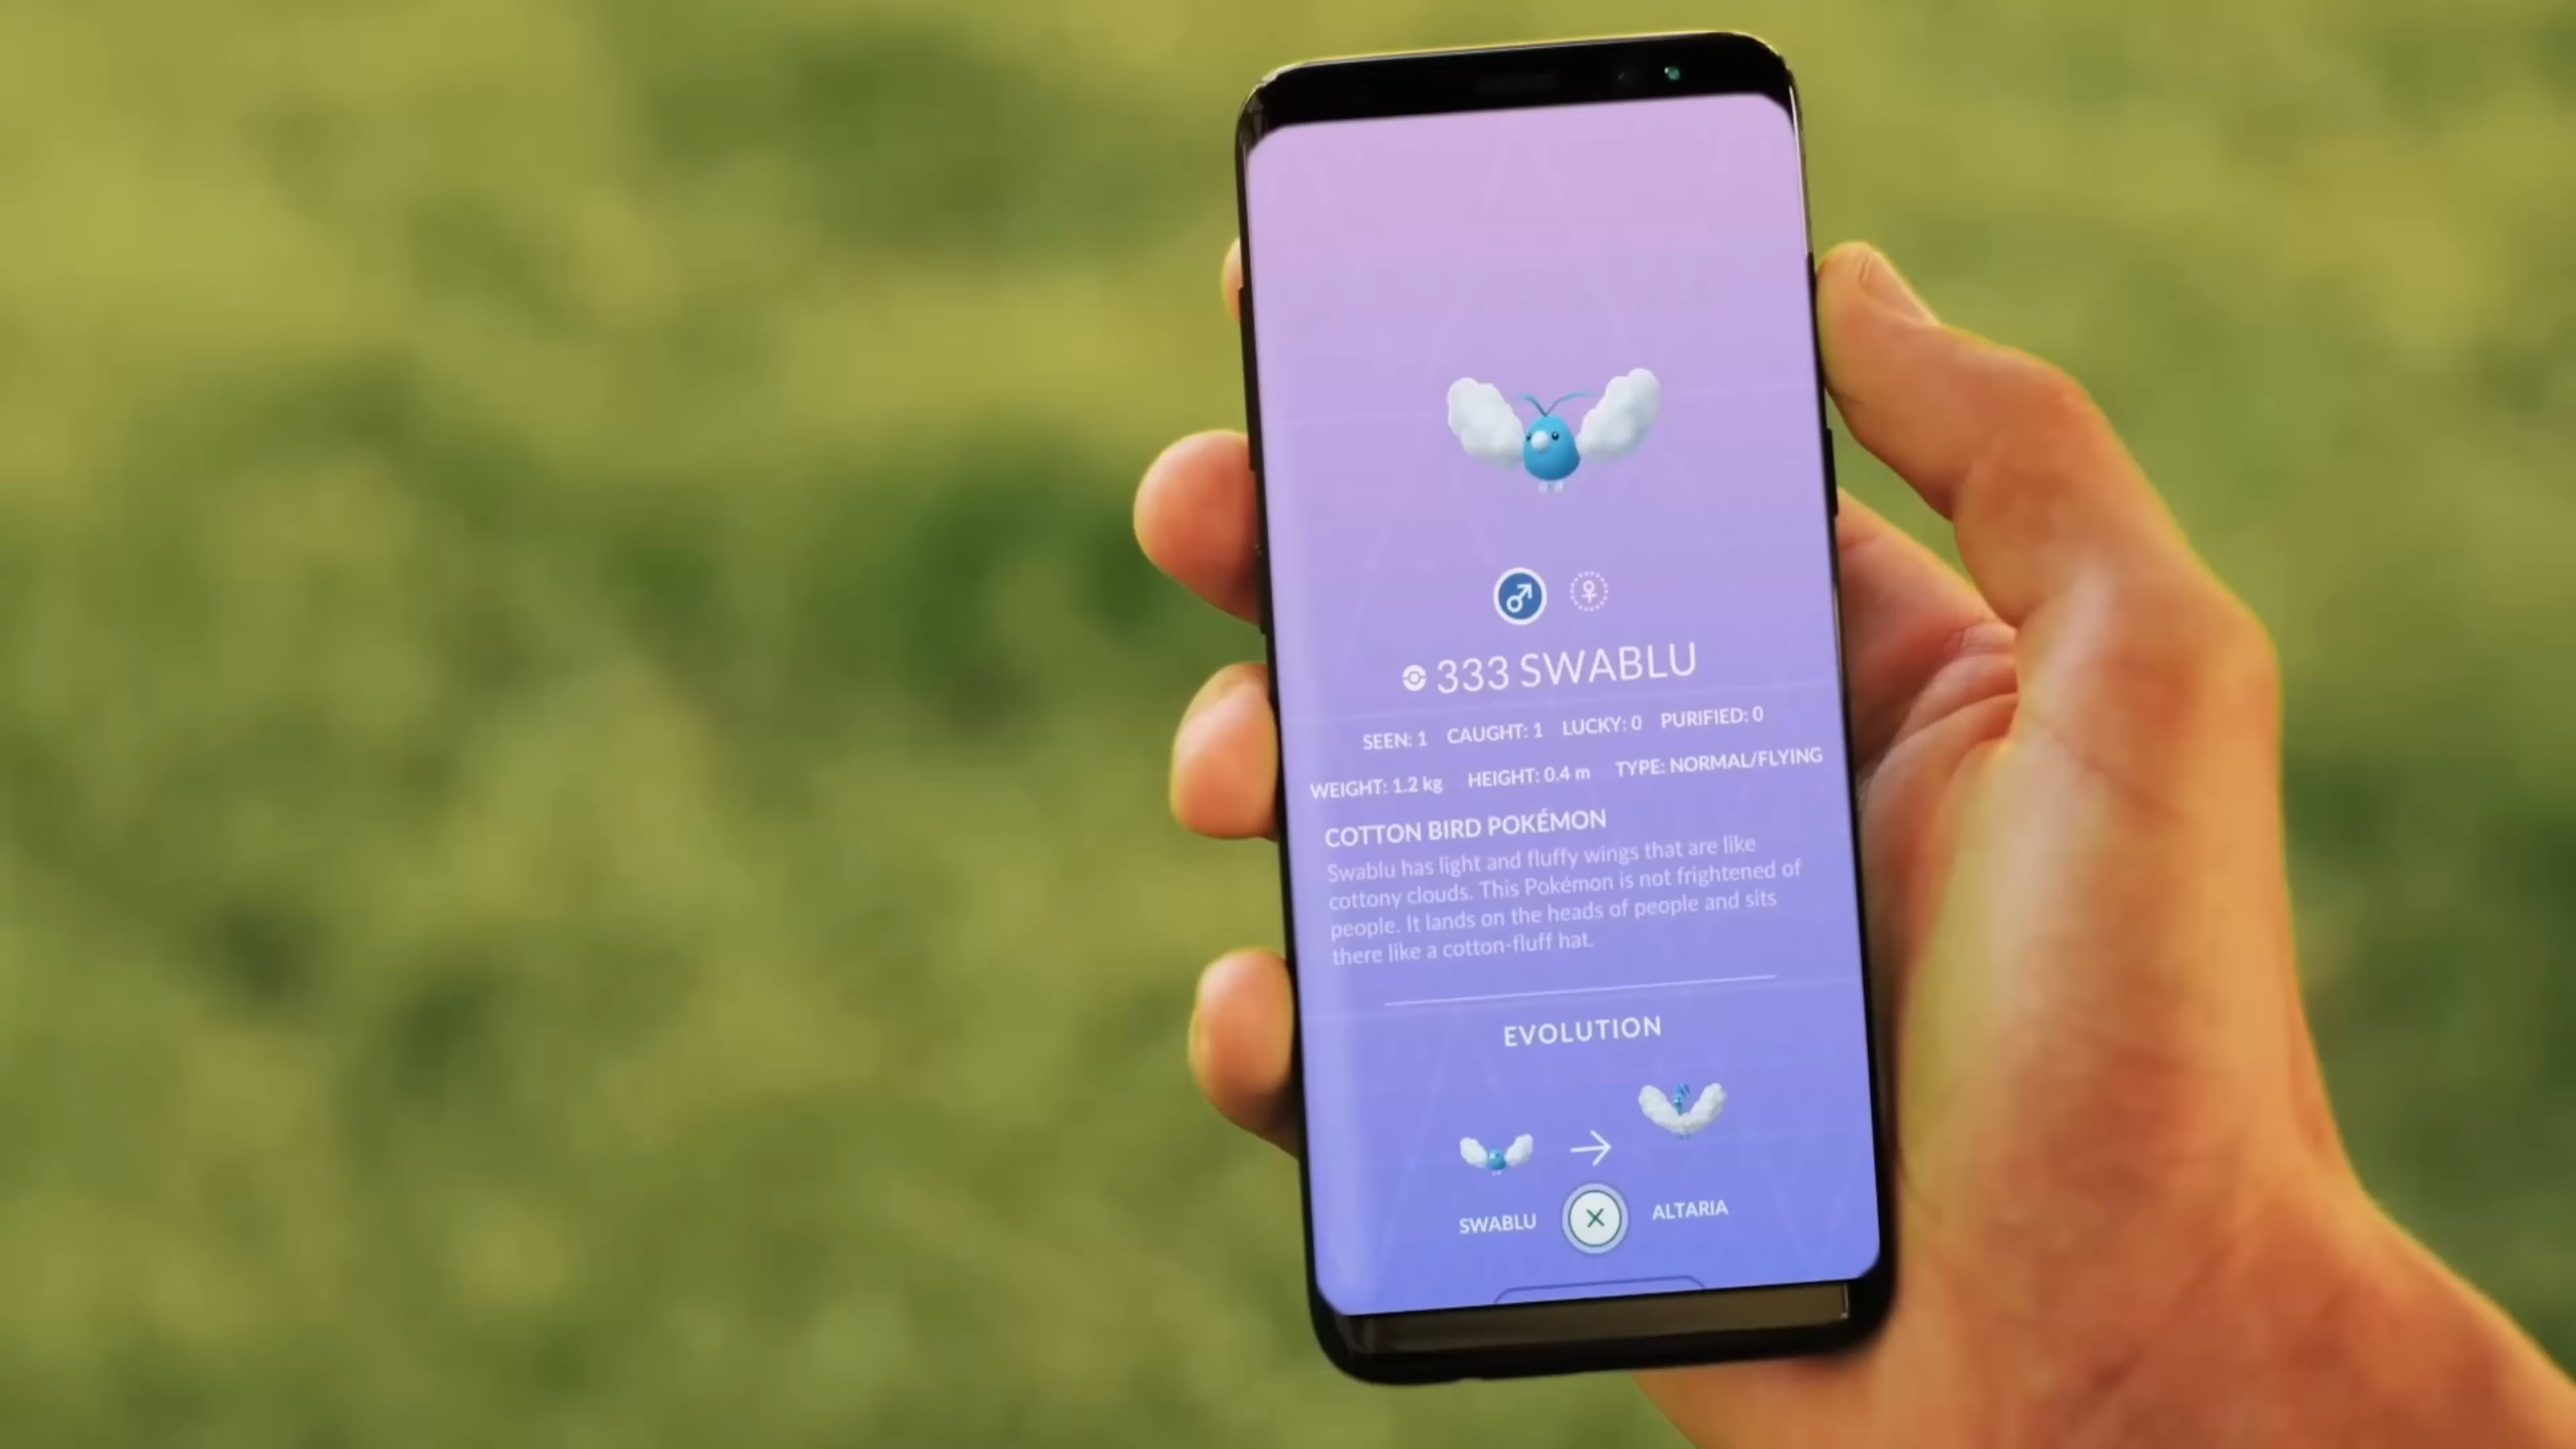 333 SWABLU
SEEN: 1 CAUGHT: 1 LUCKY: 0 PURIFIED: 0
WEIGHT: 1.2 kg HEIGHT: 0.4 m TYPE: NORMAL/FLYING
COTTON BIRD POKÉMON
Swablu has light and fluffy wings that are like
cottony clouds. This Pokémon is not frightened of
people. It lands on the heads of people and sits
there like a cotton-fluff hat.
EVOLUTION
SWABLU ALTARIA